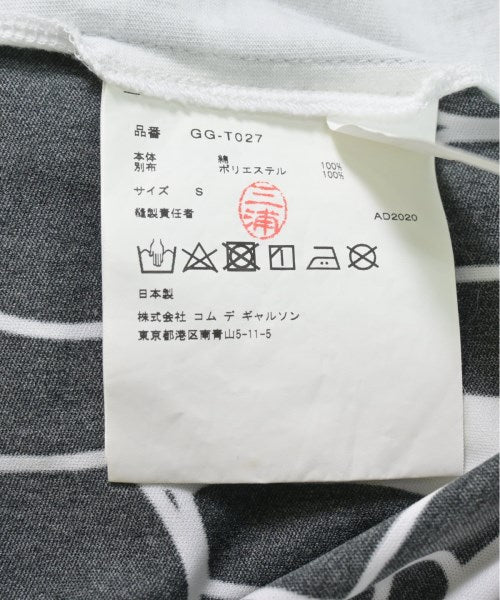 品番 GG-T027
本体 綿 100%
別布 ポリエステル 100%
サイズ S
三浦
縫製責任者 AD2020
日本製
株式会社 コム デ ギャルソン
東京都港区南青山5-11-5